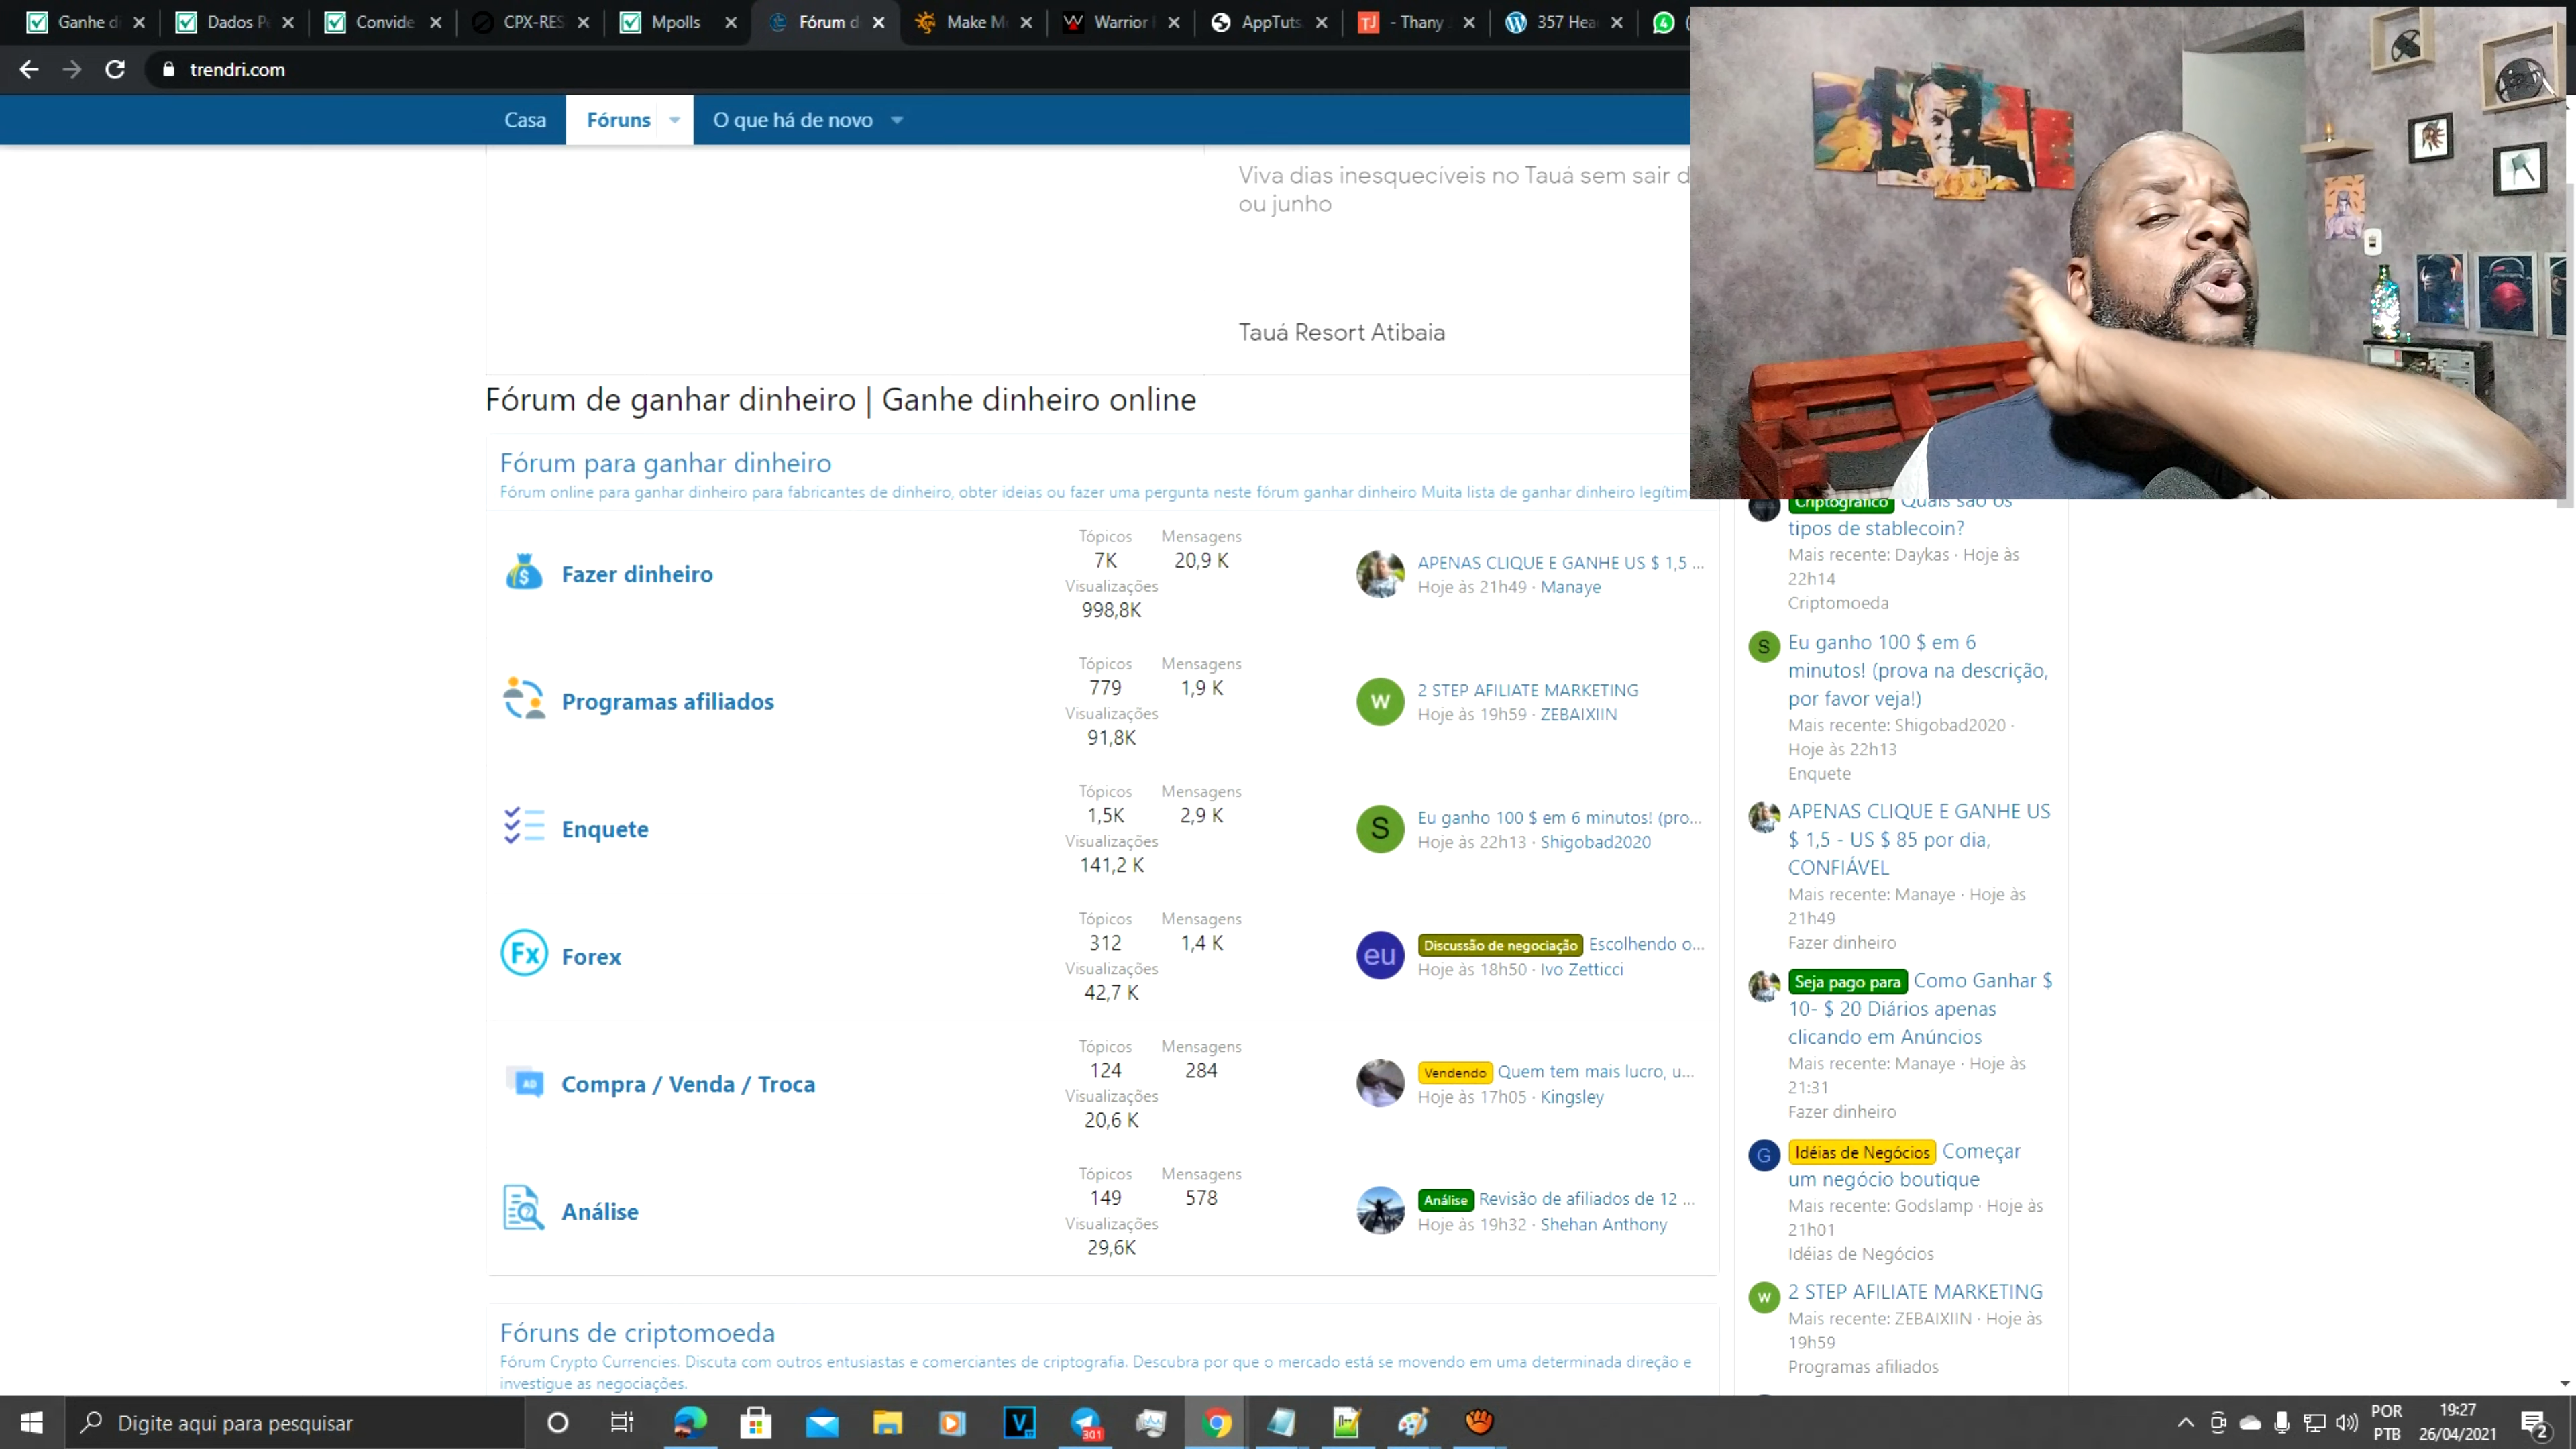 Ganhe d
Dados P
Convide
CPX-RES
Mpolls
Fórum d
Make M
Warrior
AppTuts
- Thany
357 Hea
trendri.com
Casa
Fóruns
O que há de novo
Viva dias inesquecíveis no Tauá sem sair d
ou junho
Tauá Resort Atibaia
Fórum de ganhar dinheiro | Ganhe dinheiro online
Fórum para ganhar dinheiro
Fórum online para ganhar dinheiro para fabricantes de dinheiro, obter ideias ou fazer uma pergunta neste fórum ganhar dinheiro Muita lista de ganhar dinheiro legítim
Fazer dinheiro
Tópicos Mensagens
7K 20,9 K
Visualizações
998,8K
APENAS CLIQUE E GANHE US $ 1,5 ...
Hoje às 21h49 · Manaye
Programas afiliados
Tópicos Mensagens
779 1,9 K
Visualizações
91,8K
W
2 STEP AFILIATE MARKETING
Hoje às 19h59 · ZEBAIXIIN
Enquete
Tópicos Mensagens
1,5K 2,9 K
Visualizações
141,2 K
S
Eu ganho 100 $ em 6 minutos! (pro...
Hoje às 22h13 · Shigobad2020
Fx
Forex
Tópicos Mensagens
312 1,4 K
Visualizações
42,7 K
eu
Discussão de negociação Escolhendo o...
Hoje às 18h50 · Ivo Zetticci
AD
Compra / Venda / Troca
Tópicos Mensagens
124 284
Visualizações
20,6 K
Vendendo Quem tem mais lucro, u...
Hoje às 17h05 · Kingsley
Análise
Tópicos Mensagens
149 578
Visualizações
29,6K
Análise Revisão de afiliados de 12 ...
Hoje às 19h32 · Shehan Anthony
Fóruns de criptomoeda
Fórum Crypto Currencies. Discuta com outros entusiastas e comerciantes de criptografia. Descubra por que o mercado está se movendo em uma determinada direção e
investigue as negociações.
Criptográfico Quais são os
tipos de stablecoin?
Mais recente: Daykas · Hoje às
22h14
Criptomoeda
S
Eu ganho 100 $ em 6
minutos! (prova na descrição,
por favor veja!)
Mais recente: Shigobad2020 ·
Hoje às 22h13
Enquete
APENAS CLIQUE E GANHE US
$ 1,5 - US $ 85 por dia,
CONFIÁVEL
Mais recente: Manaye · Hoje às
21h49
Fazer dinheiro
Seja pago para Como Ganhar $
10- $ 20 Diários apenas
clicando em Anúncios
Mais recente: Manaye · Hoje às
21:31
Fazer dinheiro
G
Idéias de Negócios Começar
um negócio boutique
Mais recente: Godslamp · Hoje às
21h01
Idéias de Negócios
W
2 STEP AFILIATE MARKETING
Mais recente: ZEBAIXIIN · Hoje às
19h59
Programas afiliados
Digite aqui para pesquisar
301
POR
PTB
19:27
26/04/2021
2